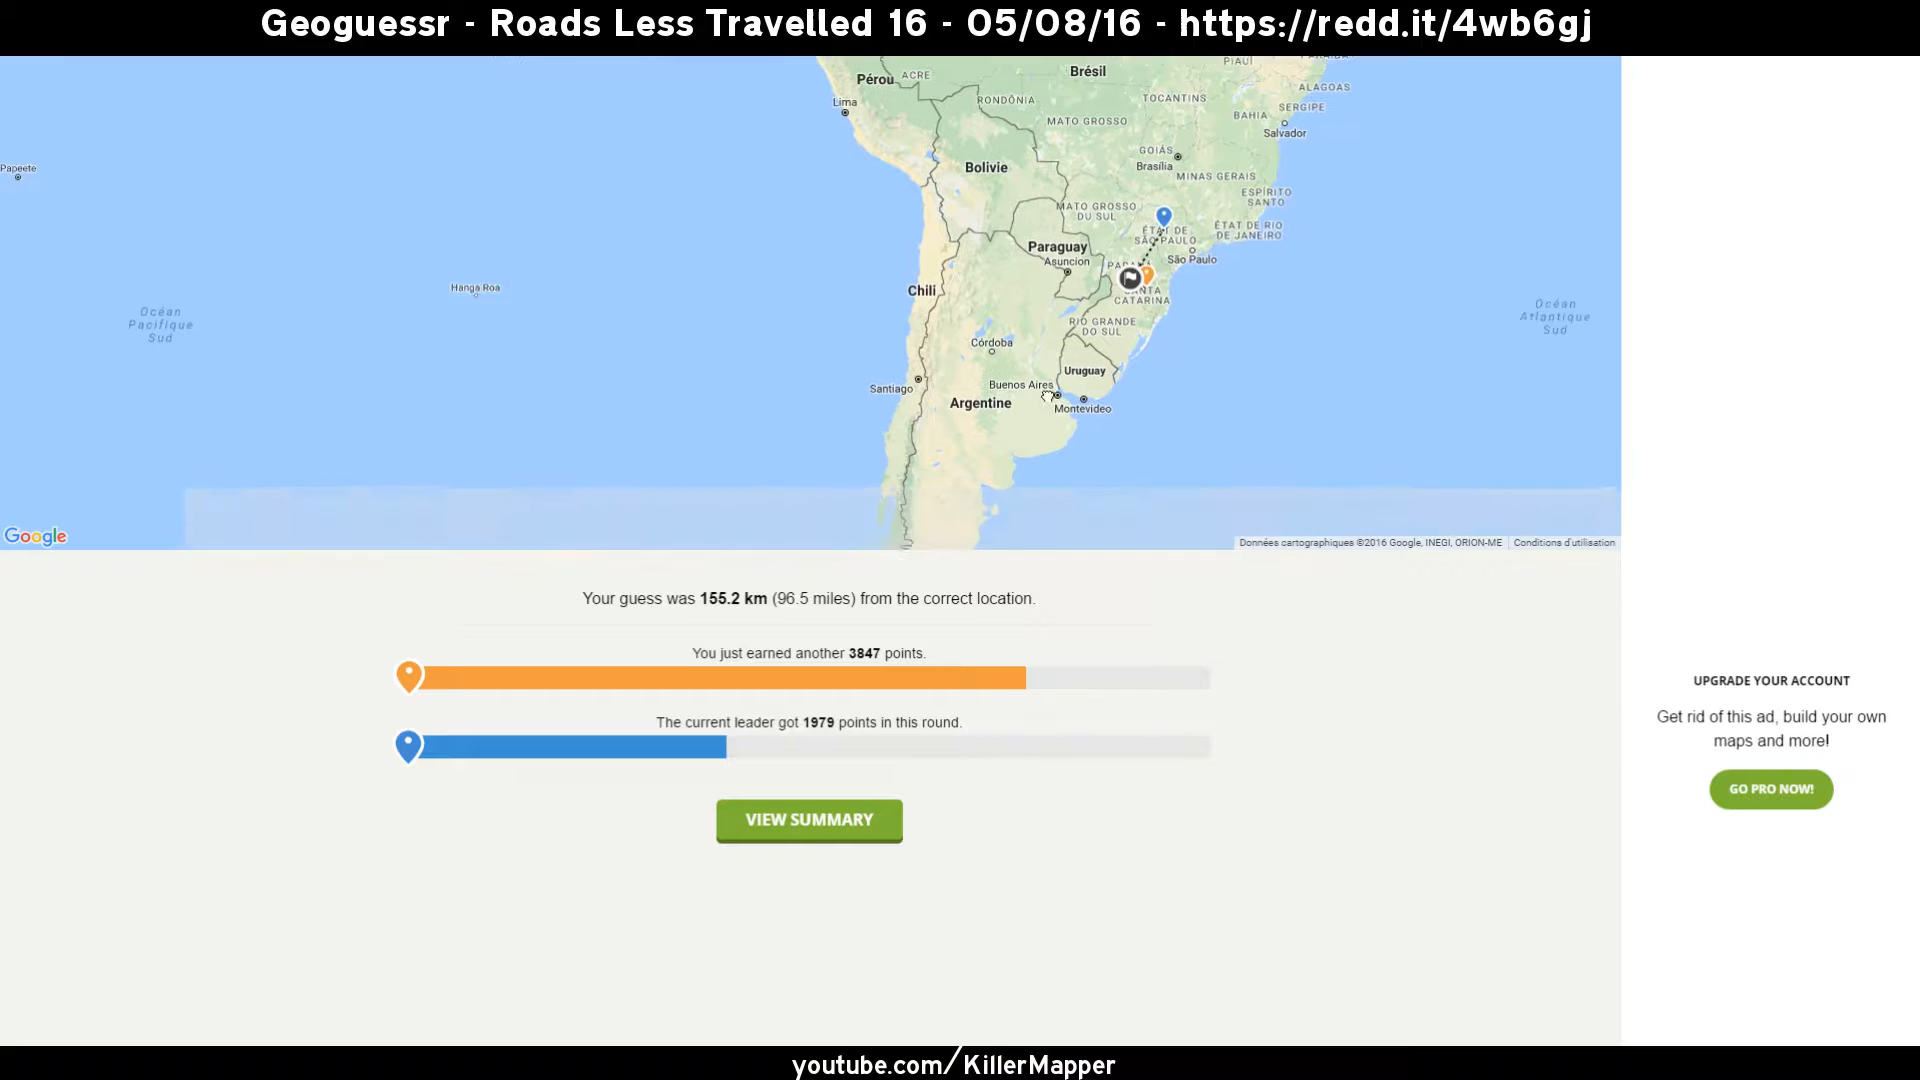 Geoguessr - Roads Less Travelled 16 - 05/08/16 - https://redd.it/4wb6gj
Pérou
ACRE
Brésil
PIAUÍ
ALAGOAS
RONDÔNIA
TOCANTINS
SERGIPE
Lima
BAHIA
MATO GROSSO
Salvador
GOIÁS
Brasília
Papeete
Bolivie
MINAS GERAIS
ESPÍRITO
SANTO
MATO GROSSO
DU SUL
ÉTAT DE
SÃO PAULO
ÉTAT DE RIO
DE JANEIRO
Paraguay
Asuncion
São Paulo
Hanga Roa
Chili
SANTA
CATARINA
Océan
Pacifique
Sud
Océan
Atlantique
Sud
RIO GRANDE
DO SUL
Córdoba
Uruguay
Santiago
Buenos Aires
Argentine
Montevideo
Google
Données cartographiques ©2016 Google, INEGI, ORION-ME
Conditions d'utilisation
Your guess was 155.2 km (96.5 miles) from the correct location.
You just earned another 3847 points.
The current leader got 1979 points in this round.
VIEW SUMMARY
UPGRADE YOUR ACCOUNT
Get rid of this ad, build your own
maps and more!
GO PRO NOW!
youtube.com/KillerMapper